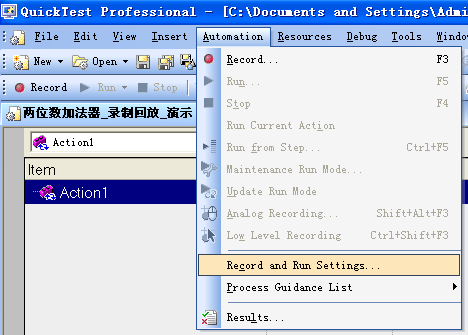 QuickTest Professional - [C:\Documents and Settings\Admi
File Edit View Insert Automation Resources Debug Tools Window
New Open
Record Run Stop
两位数加法器_录制回放_演示
Action1
Item
Action1
Record... F3
Run... F5
Stop F4
Run Current Action
Run from Step... Ctrl+F5
Maintenance Run Mode...
Update Run Mode
Analog Recording... Shift+Alt+F3
Low Level Recording Ctrl+Shift+F3
Record and Run Settings...
Process Guidance List
Results...